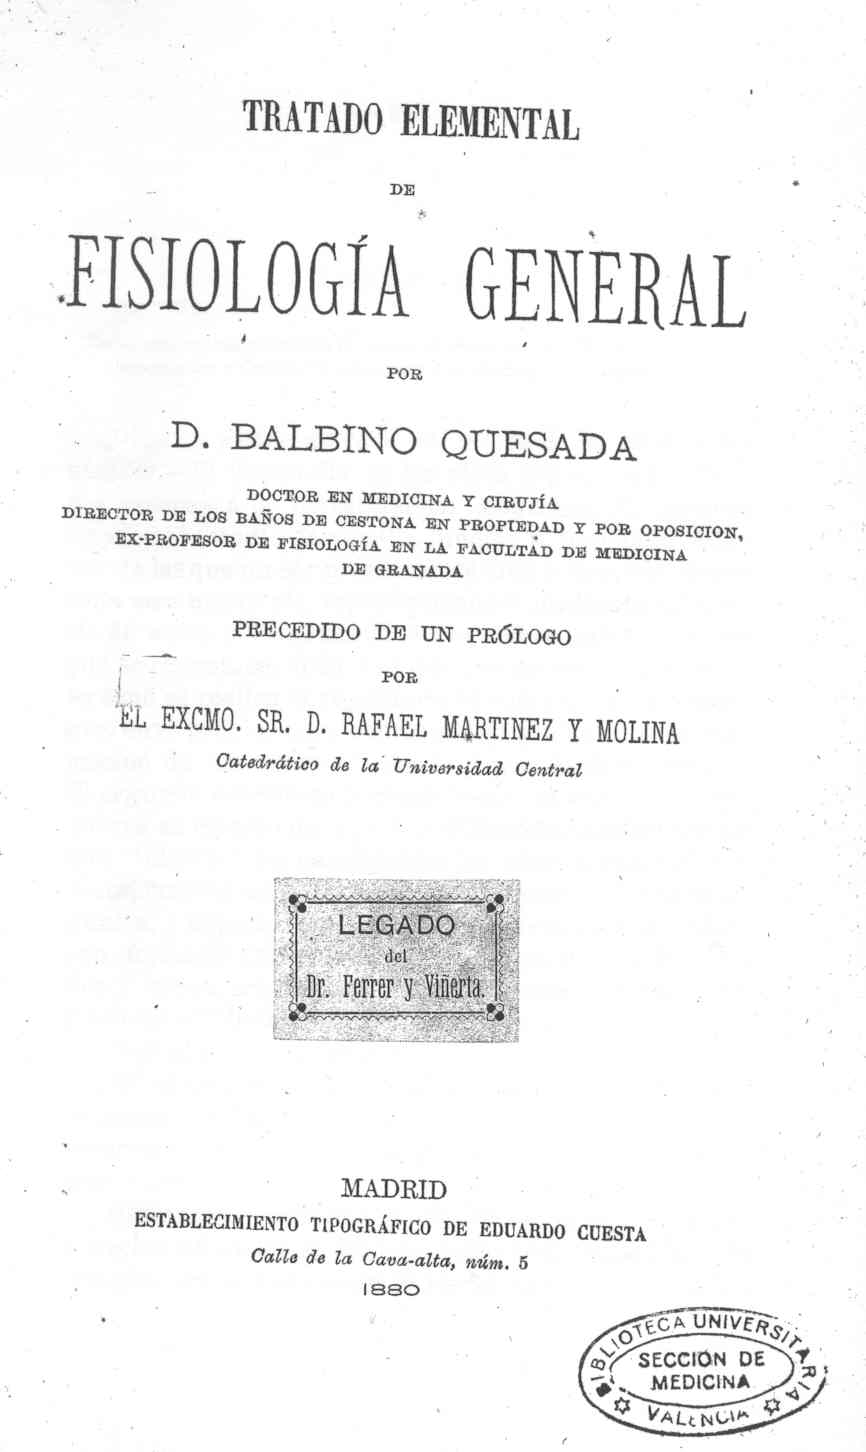 TRATADO ELEMENTAL
DE
FISIOLOGÍA GENERAL
POR
D. BALBINO QUESADA
DOCTOR EN MEDICINA Y CIRUJÍA
DIRECTOR DE LOS BAÑOS DE CESTONA EN PROPIEDAD Y POR OPOSICION,
EX-PROFESOR DE FISIOLOGÍA EN LA FACULTAD DE MEDICINA
DE GRANADA
PRECEDIDO DE UN PRÓLOGO
POR
EL EXCMO. SR. D. RAFAEL MARTINEZ Y MOLINA
Catedrático de la Universidad Central
LEGADO
del
Dr. Ferrer y Viñerta.
MADRID
ESTABLECIMIENTO TIPOGRÁFICO DE EDUARDO CUESTA
Calle de la Cava-alta, núm. 5
1880
BIBLIOTECA UNIVERSITARIA
SECCIÓN DE
MEDICINA
VALENCIA